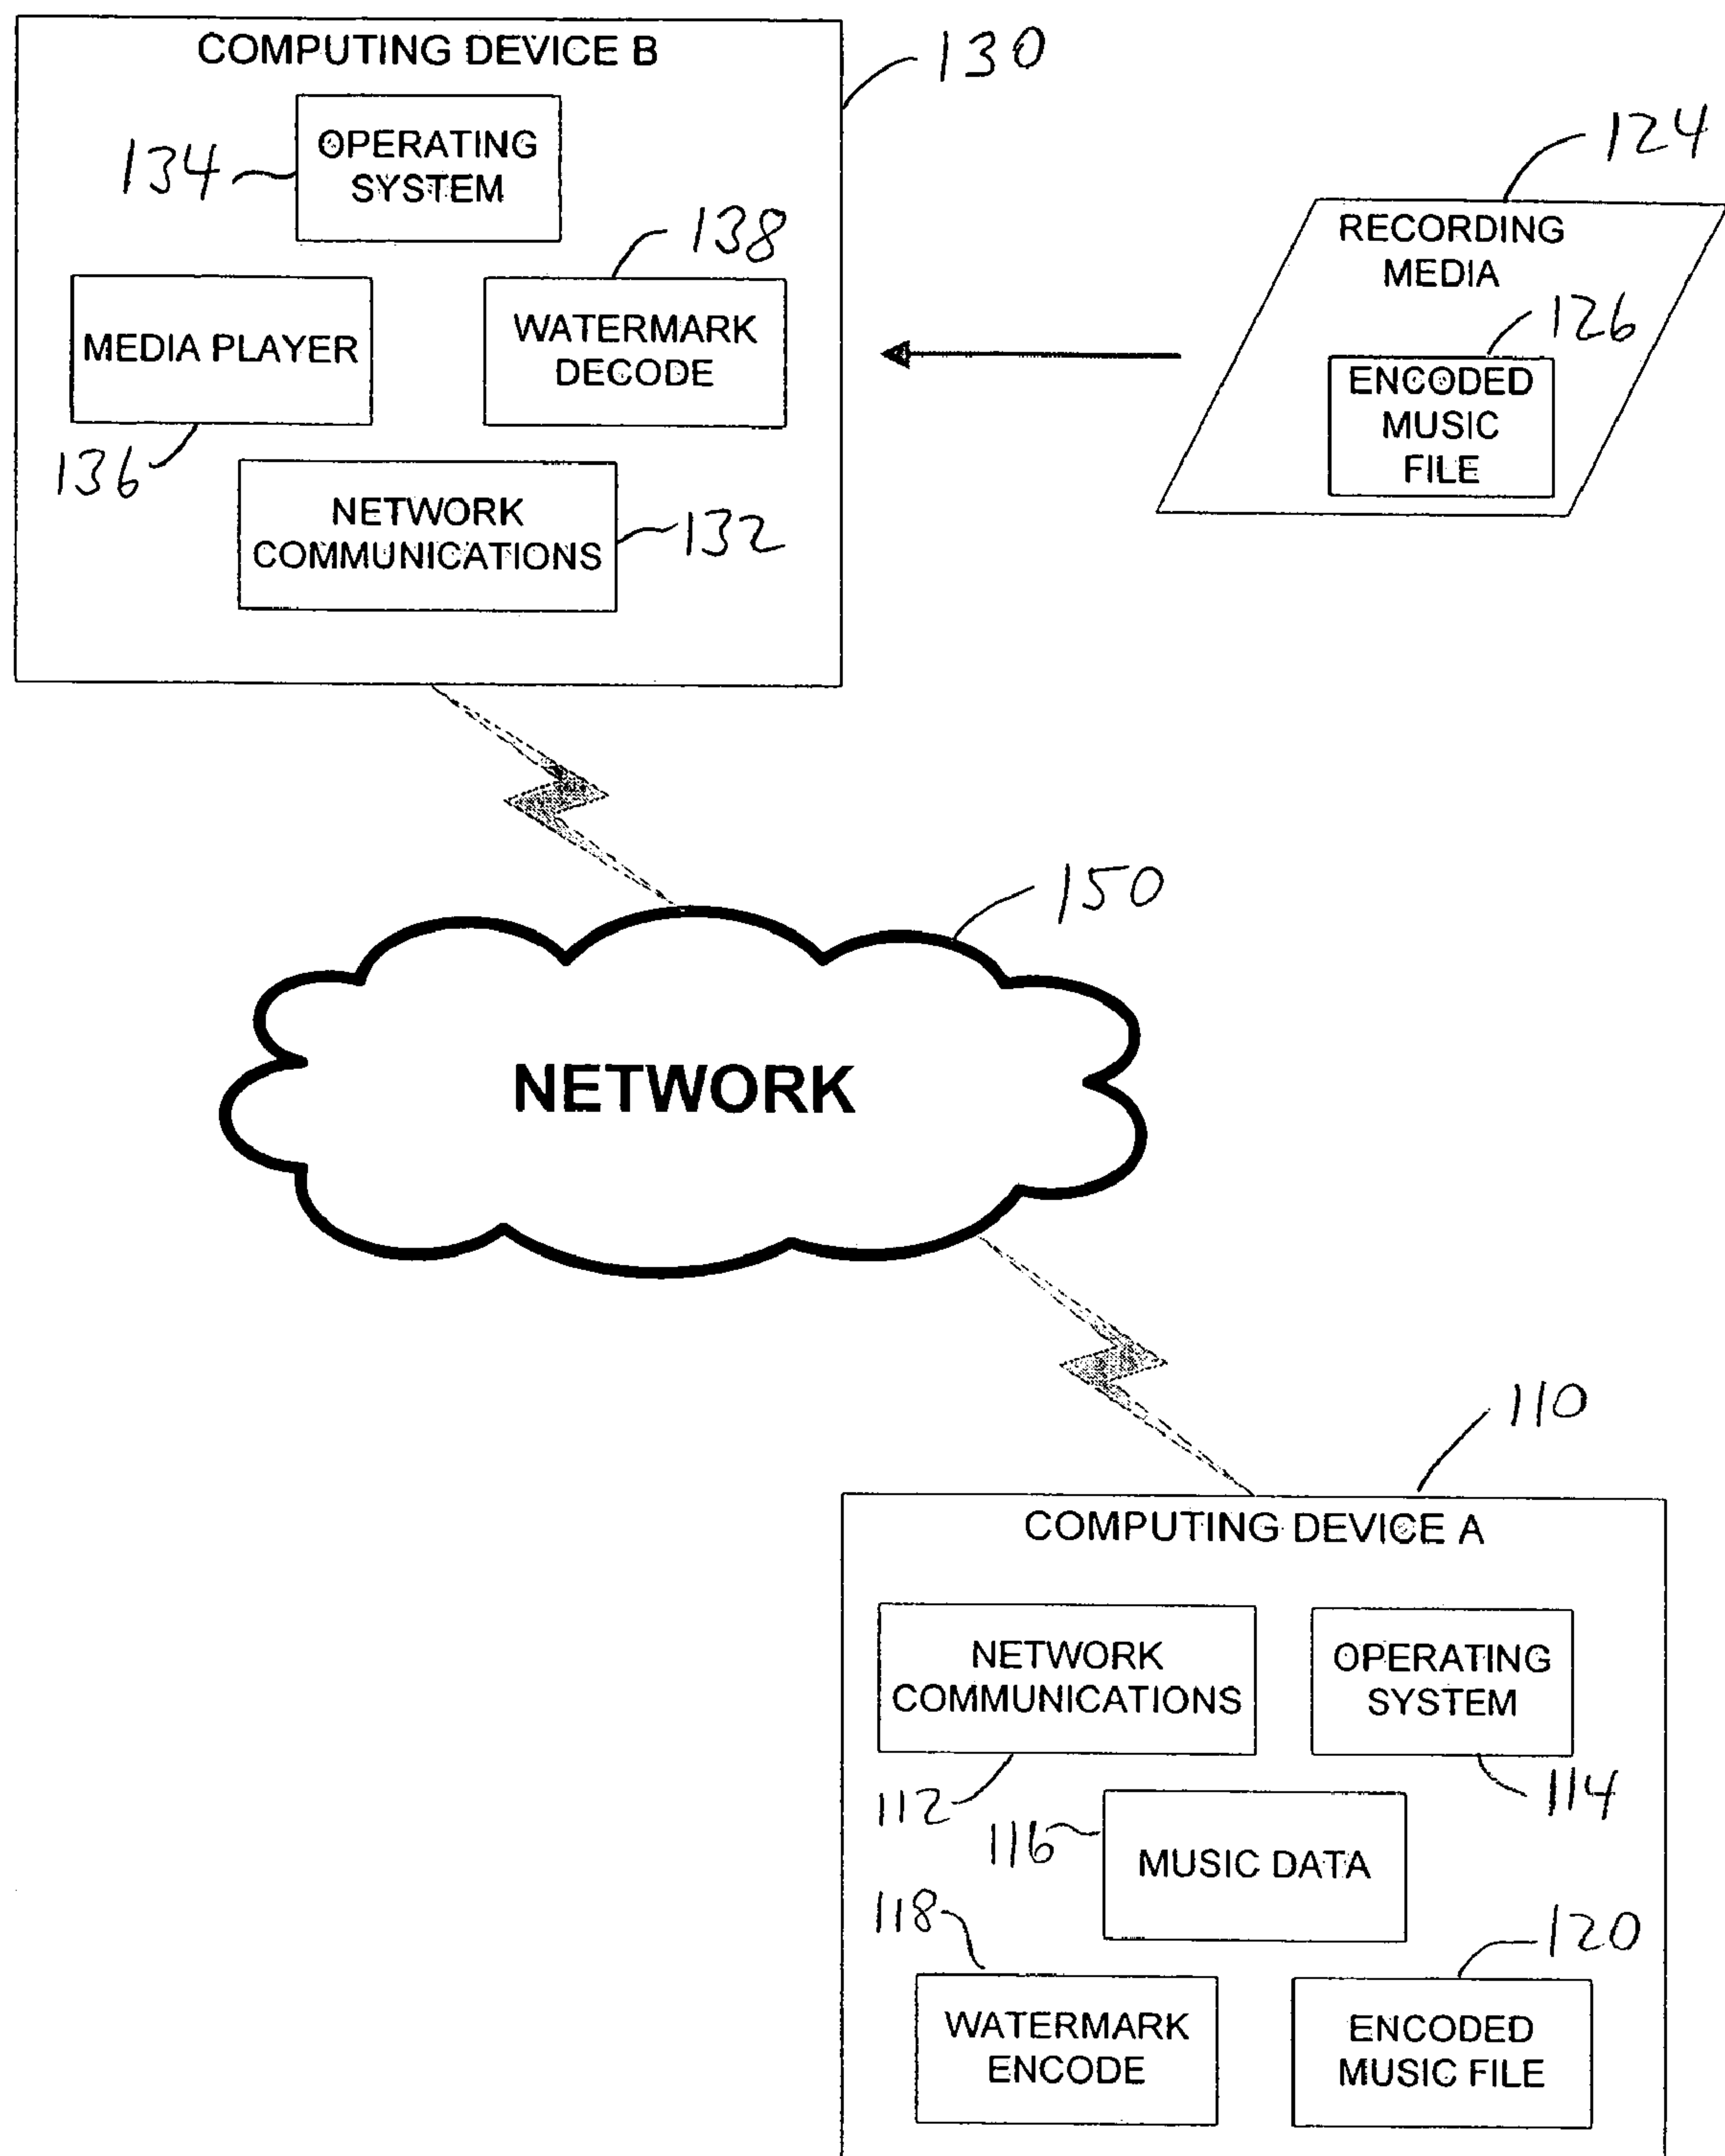 COMPUTING DEVICE B
130
OPERATING
SYSTEM
134
138
MEDIA PLAYER
WATERMARK
DECODE
136
NETWORK
COMMUNICATIONS
132
124
RECORDING
MEDIA
126
ENCODED
MUSIC
FILE
150
NETWORK
110
COMPUTING DEVICE A
NETWORK
COMMUNICATIONS
OPERATING
SYSTEM
112
114
116
MUSIC DATA
118
120
WATERMARK
ENCODE
ENCODED
MUSIC FILE